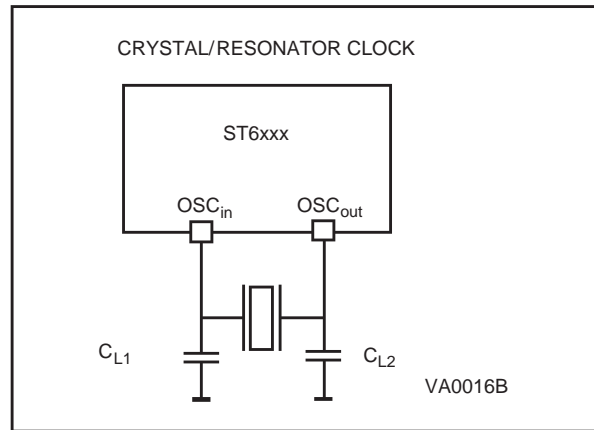 CRYSTAL/RESONATOR CLOCK
ST6xxx
OSCin OSCout
CL1 CL2
VA0016B